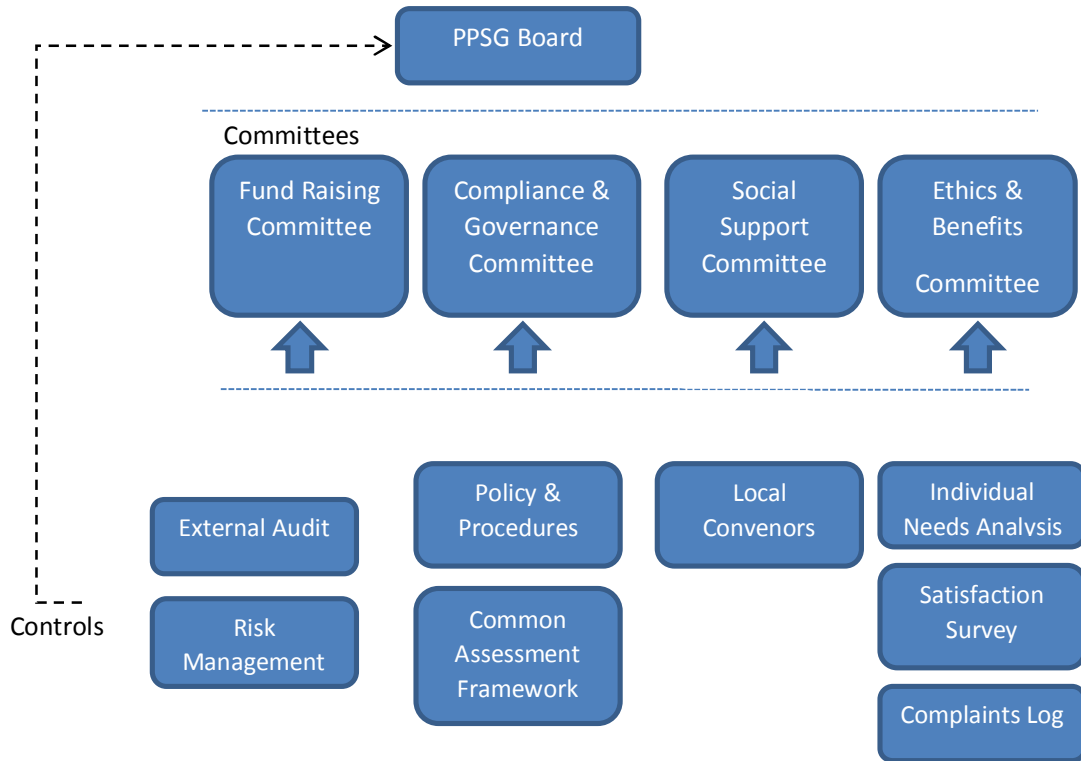 PPSG Board
Committees
Fund Raising
Committee
Compliance &
Governance
Committee
Social
Support
Committee
Ethics &
Benefits
Committee
External Audit
Risk
Management
Policy &
Procedures
Common
Assessment
Framework
Local
Convenors
Individual
Needs Analysis
Satisfaction
Survey
Complaints Log
Controls